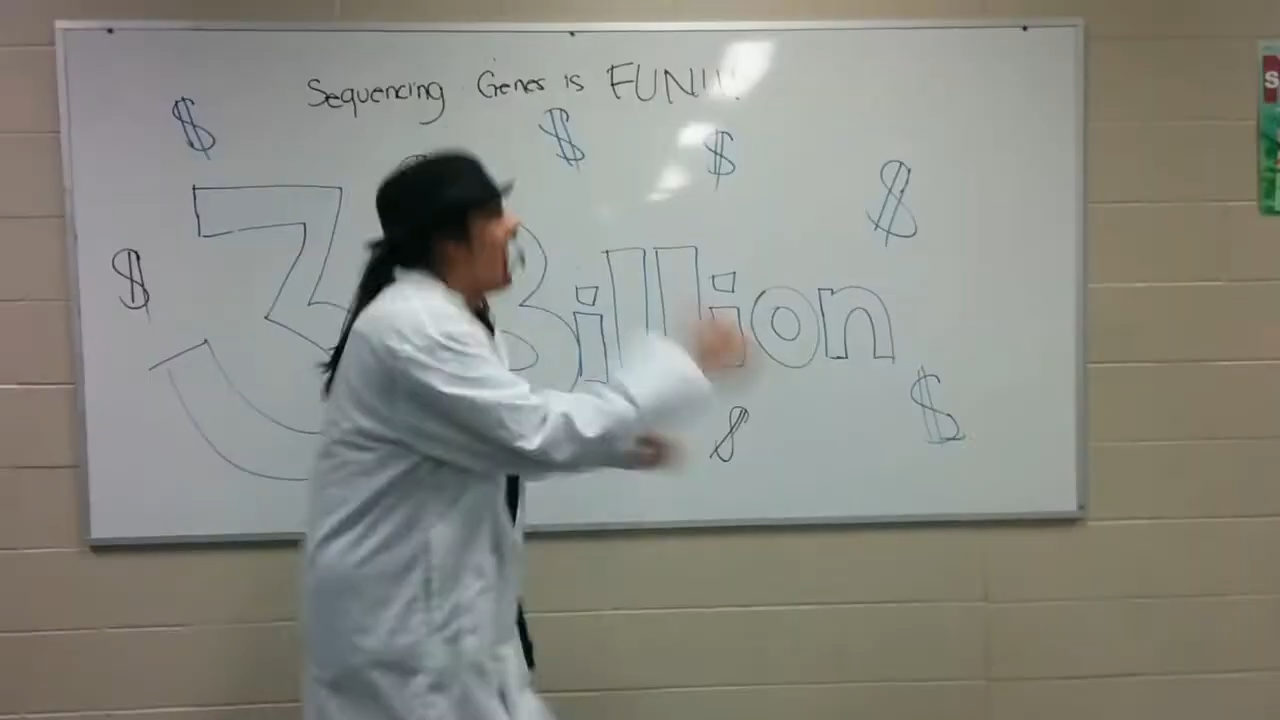 Sequencing Genes is FUN!!!
$ $ $ $
$ 3 Billion
$ $
S